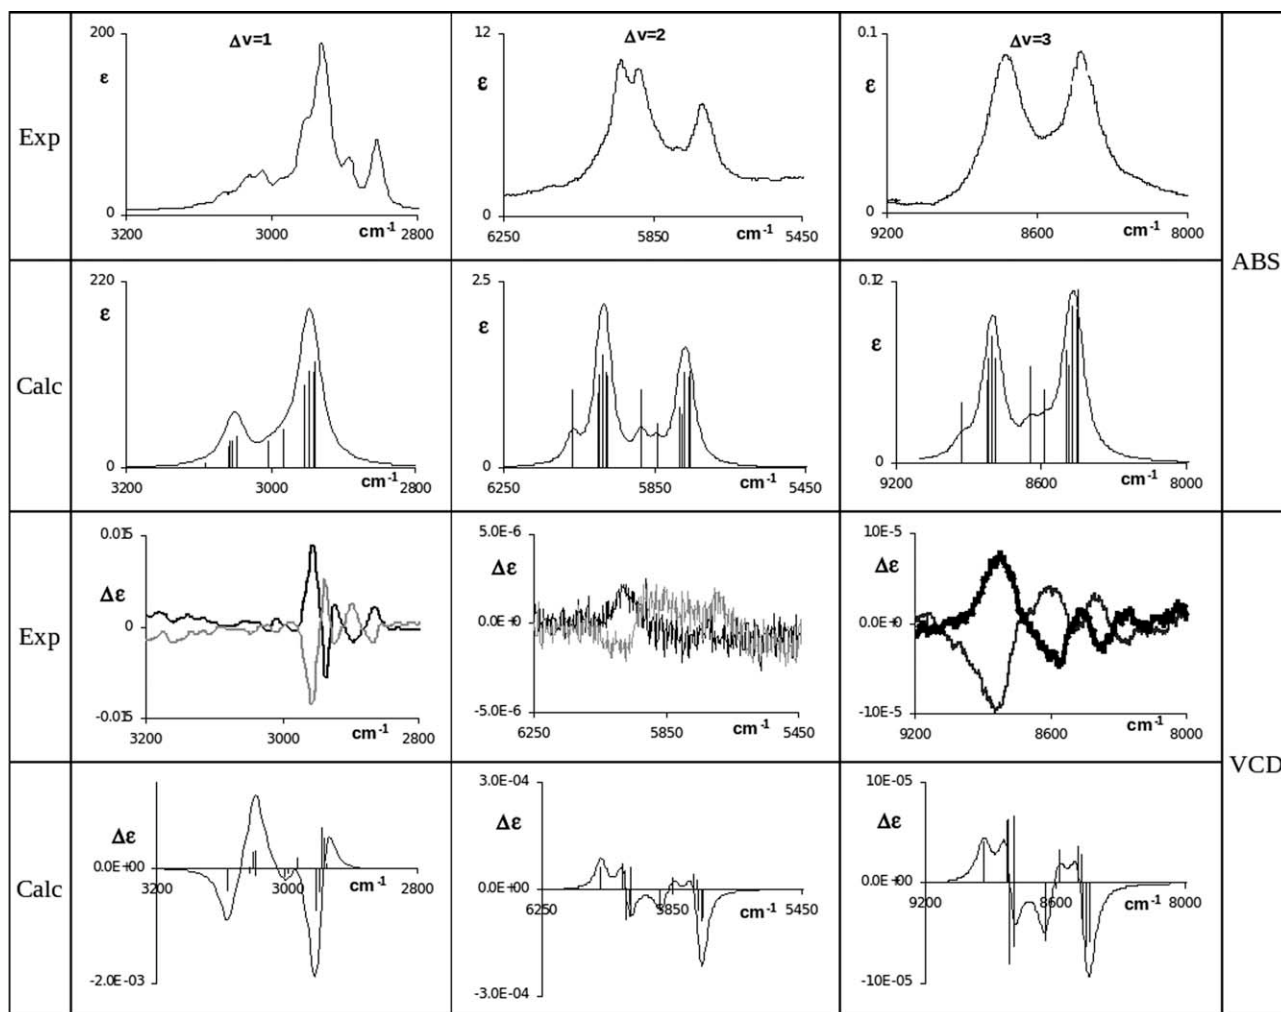 Exp
200
Δv=1
ε
0
3200
3000
cm-1
2800
12
Δv=2
ε
0
6250
5850
cm-1
5450
0.1
Δv=3
ε
0
9200
8600
cm-1
8000
ABS
Calc
220
ε
0
3200
3000
cm-1
2800
2.5
ε
0
6250
5850
cm-1
5450
0.12
ε
0
9200
8600
cm-1
8000
Exp
0.015
Δε
0
-0.015
3200
3000
cm-1
2800
5.0E-6
Δε
0.0E+0
-5.0E-6
6250
5850
cm-1
5450
10E-5
Δε
0.0E+0
-10E-5
9200
8600
cm-1
8000
VCD
Calc
Δε
0.0E+00
3200
3000
cm-1
2800
-2.0E-03
3.0E-04
Δε
0.0E+00
6250
5850
cm-1
5450
-3.0E-04
10E-05
Δε
0.0E+00
9200
8600
cm-1
8000
-10E-05